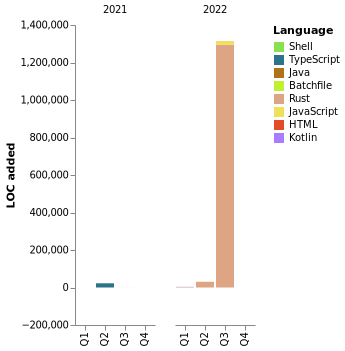 2021
2022
LOC added
1,400,000
1,200,000
1,000,000
800,000
600,000
400,000
200,000
0
−200,000
Q1
Q2
Q3
Q4
Q1
Q2
Q3
Q4
Language
Shell
TypeScript
Java
Batchfile
Rust
JavaScript
HTML
Kotlin